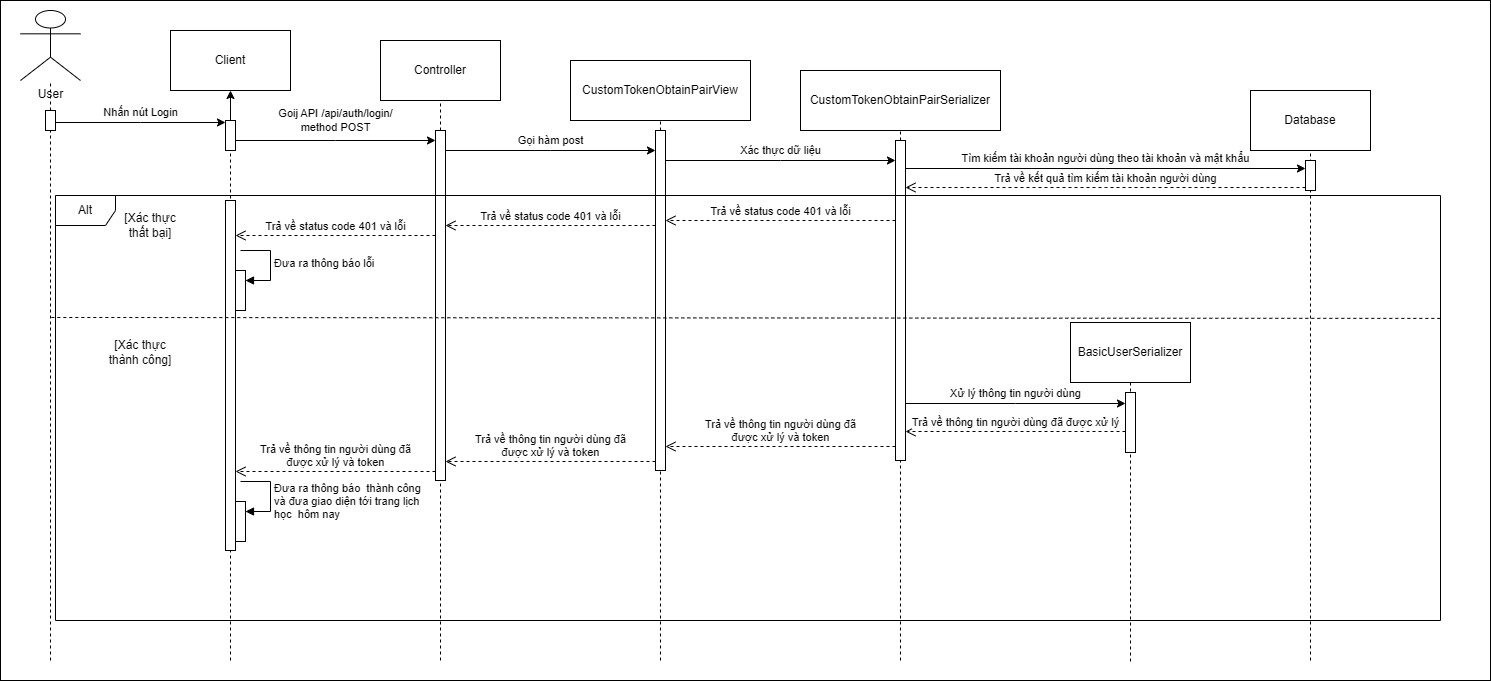 User
Client
Controller
CustomTokenObtainPairView
CustomTokenObtainPairSerializer
Database
Nhấn nút Login
Goij API /api/auth/login/
method POST
Gọi hàm post
Xác thực dữ liệu
Tìm kiếm tài khoản người dùng theo tài khoản và mật khẩu
Trả về kết quả tìm kiếm tài khoản người dùng
Alt
[Xác thực
thất bại]
Trả về status code 401 và lỗi
Trả về status code 401 và lỗi
Trả về status code 401 và lỗi
Đưa ra thông báo lỗi
[Xác thực
thành công]
BasicUserSerializer
Xử lý thông tin người dùng
Trả về thông tin người dùng đã được xử lý
Trả về thông tin người dùng đã
được xử lý và token
Trả về thông tin người dùng đã
được xử lý và token
Trả về thông tin người dùng đã
được xử lý và token
Đưa ra thông báo thành công
và đưa giao diện tới trang lịch
học hôm nay